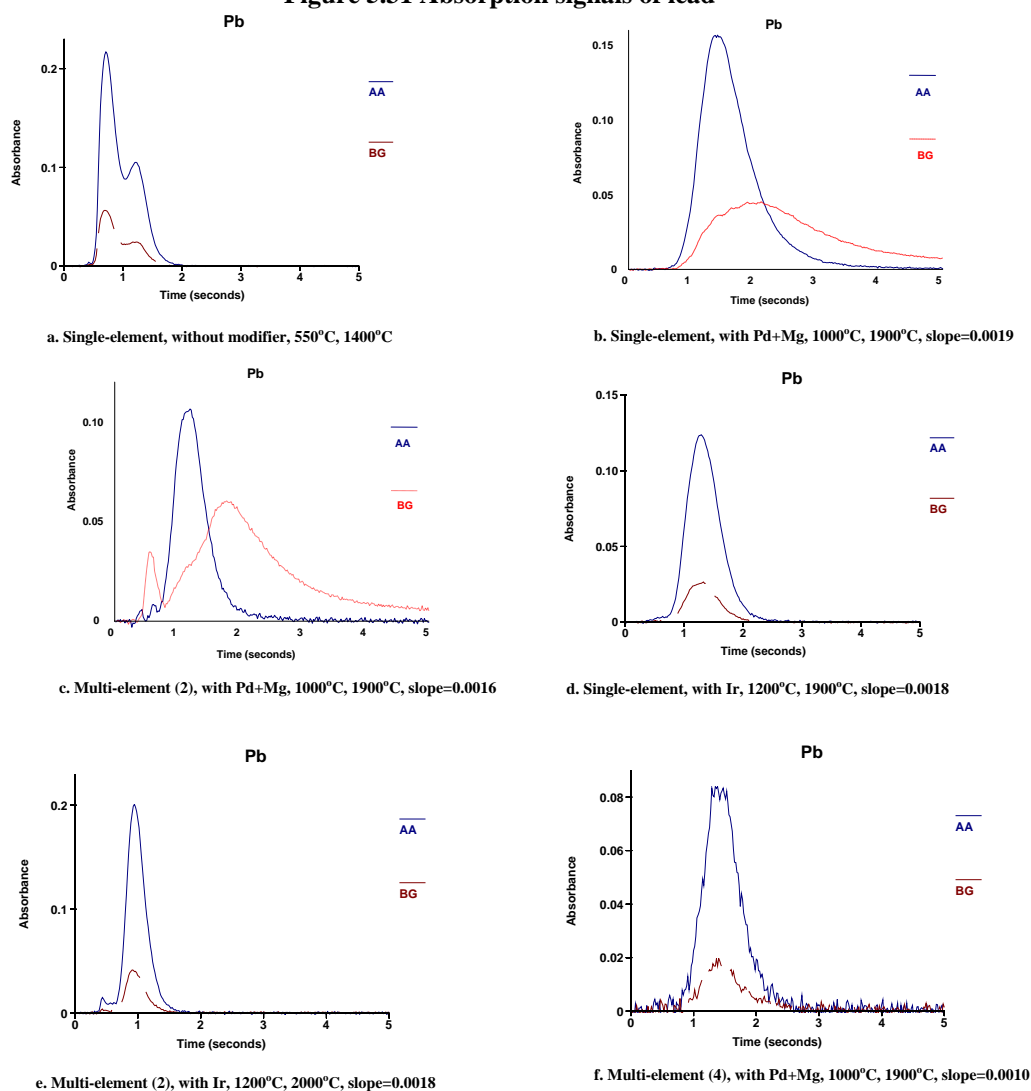 Figure 3.31 Absorption signals of lead
Pb
0.2
0.1
0
Absorbance
0 1 2 3 4 5
Time (seconds)
AA
BG
a. Single-element, without modifier, 550°C, 1400°C
Pb
0.15
0.10
0.05
0
Absorbance
0 1 2 3 4 5
Time (seconds)
AA
BG
b. Single-element, with Pd+Mg, 1000°C, 1900°C, slope=0.0019
Pb
0.10
0.05
0
Absorbance
0 1 2 3 4 5
Time (seconds)
AA
BG
c. Multi-element (2), with Pd+Mg, 1000°C, 1900°C, slope=0.0016
Pb
0.15
0.10
0.05
0
Absorbance
0 1 2 3 4 5
Time (seconds)
AA
BG
d. Single-element, with Ir, 1200°C, 1900°C, slope=0.0018
Pb
0.2
0.1
0
Absorbance
0 1 2 3 4 5
Time (seconds)
AA
BG
e. Multi-element (2), with Ir, 1200°C, 2000°C, slope=0.0018
Pb
0.08
0.06
0.04
0.02
0
Absorbance
0 1 2 3 4 5
Time (seconds)
AA
BG
f. Multi-element (4), with Pd+Mg, 1000°C, 1900°C, slope=0.0010